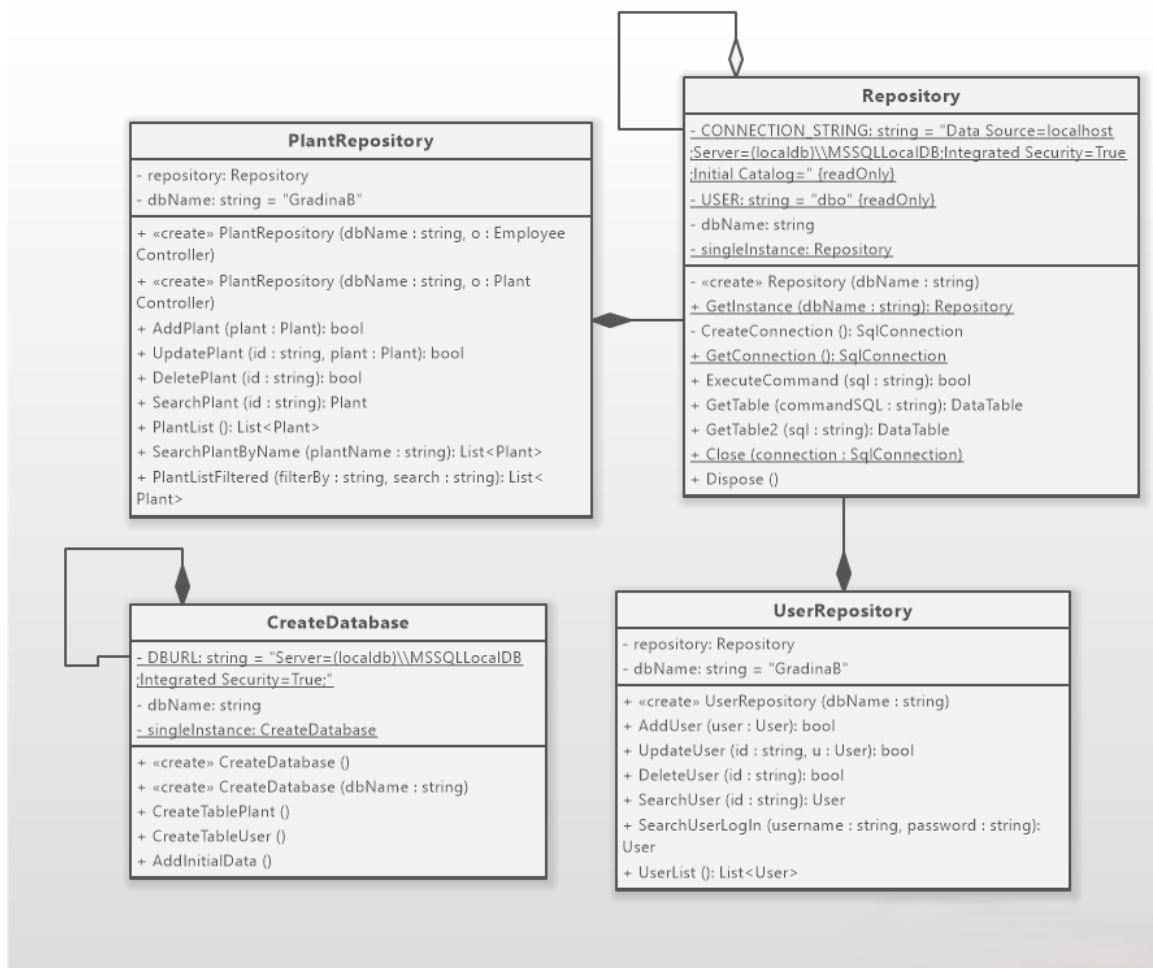 PlantRepository
- repository: Repository
- dbName: string = "GradinaB"
+ «create» PlantRepository (dbName : string, o : Employee
Controller)
+ «create» PlantRepository (dbName : string, o : Plant
Controller)
+ AddPlant (plant : Plant): bool
+ UpdatePlant (id : string, plant : Plant): bool
+ DeletePlant (id : string): bool
+ SearchPlant (id : string): Plant
+ PlantList (): List<Plant>
+ SearchPlantByName (plantName : string): List<Plant>
+ PlantListFiltered (filterBy : string, search : string): List<
Plant>
Repository
- CONNECTION_STRING: string = "Data Source=localhost
;Server=(localdb)\\MSSQLLocalDB;Integrated Security=True
;Initial Catalog=" {readOnly}
- USER: string = "dbo" {readOnly}
- dbName: string
- singleInstance: Repository
- «create» Repository (dbName : string)
+ GetInstance (dbName : string): Repository
- CreateConnection (): SqlConnection
+ GetConnection (): SqlConnection
+ ExecuteCommand (sql : string): bool
+ GetTable (commandSQL : string): DataTable
+ GetTable2 (sql : string): DataTable
+ Close (connection : SqlConnection)
+ Dispose ()
CreateDatabase
- DBURL: string = "Server=(localdb)\\MSSQLLocalDB
;Integrated Security=True;"
- dbName: string
- singleInstance: CreateDatabase
+ «create» CreateDatabase ()
+ «create» CreateDatabase (dbName : string)
+ CreateTablePlant ()
+ CreateTableUser ()
+ AddInitialData ()
UserRepository
- repository: Repository
- dbName: string = "GradinaB"
+ «create» UserRepository (dbName : string)
+ AddUser (user : User): bool
+ UpdateUser (id : string, u : User): bool
+ DeleteUser (id : string): bool
+ SearchUser (id : string): User
+ SearchUserLogIn (username : string, password : string):
User
+ UserList (): List<User>